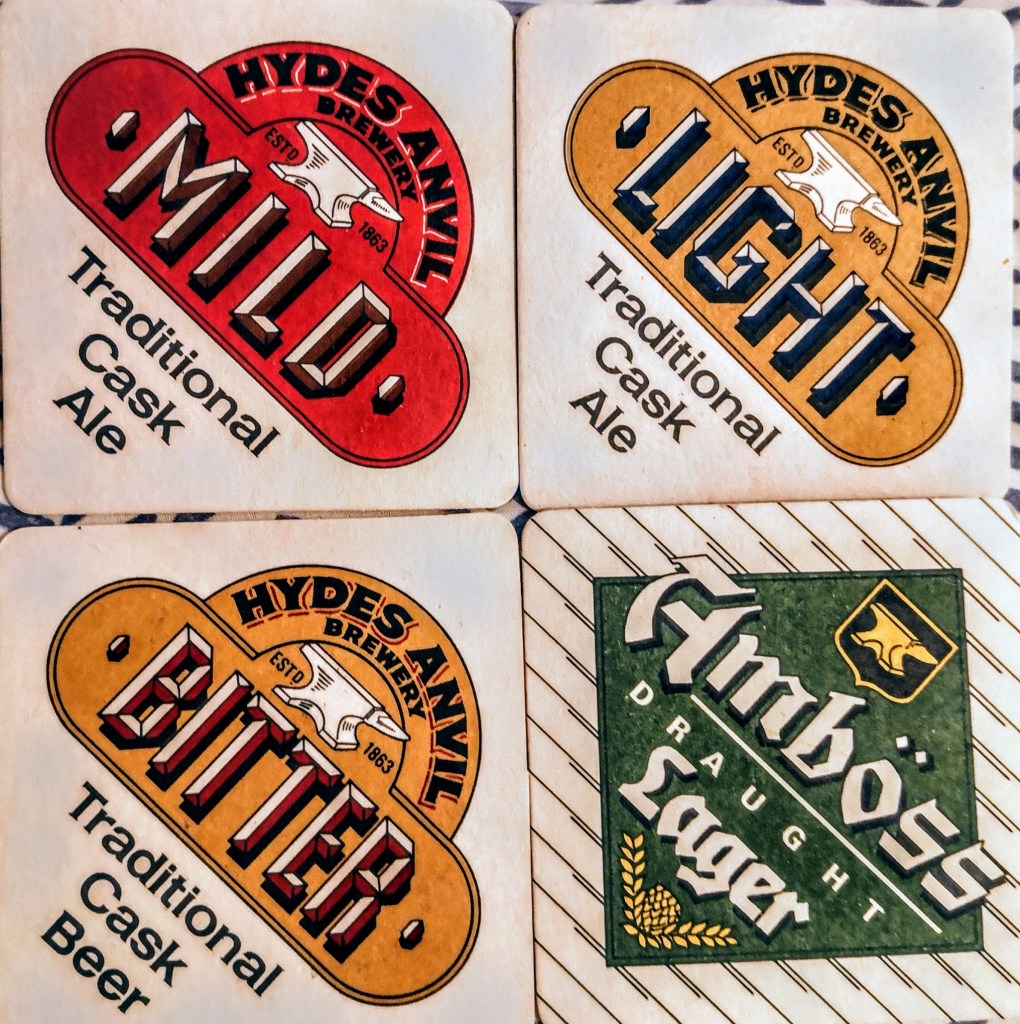 HYDES ANVIL
BREWERY
ESTD
1863
MILD
Traditional
Cask
Ale
HYDES ANVIL
BREWERY
ESTD
1863
LIGHT
Traditional
Cask
Ale
HYDES ANVIL
BREWERY
ESTD
1863
BITTER
Traditional
Cask
Beer
Amböss
DRAUGHT
Lager